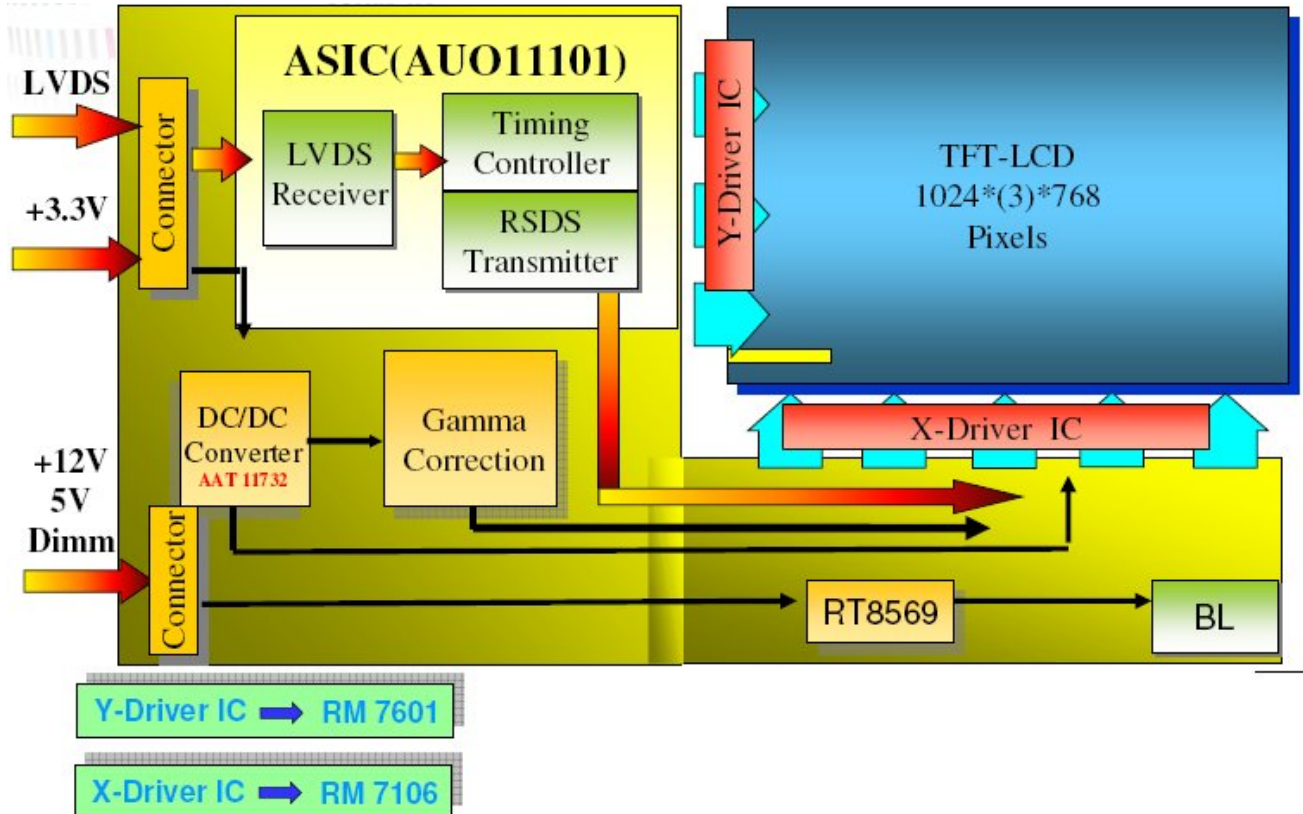 ASIC(AUO11101)
LVDS
+3.3V
Connector
LVDS
Receiver
Timing
Controller
RSDS
Transmitter
Y-Driver IC
TFT-LCD
1024*(3)*768
Pixels
X-Driver IC
DC/DC
Converter
AAT 11732
Gamma
Correction
+12V
5V
Dimm
Connector
RT8569
BL
Y-Driver IC RM 7601
X-Driver IC RM 7106